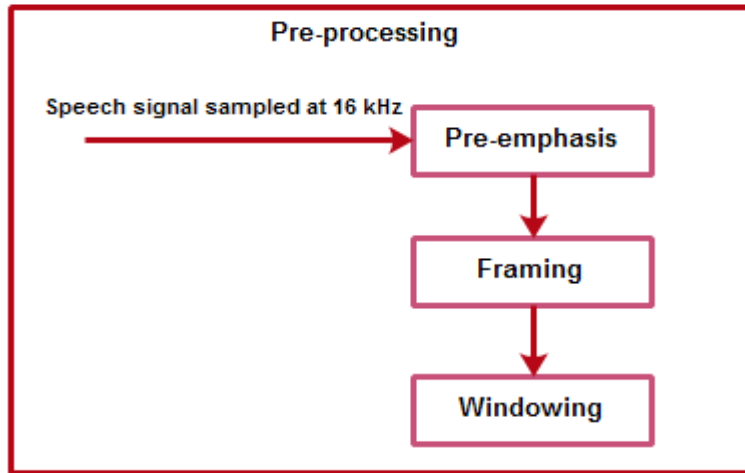 Pre-processing
Speech signal sampled at 16 kHz
Pre-emphasis
Framing
Windowing